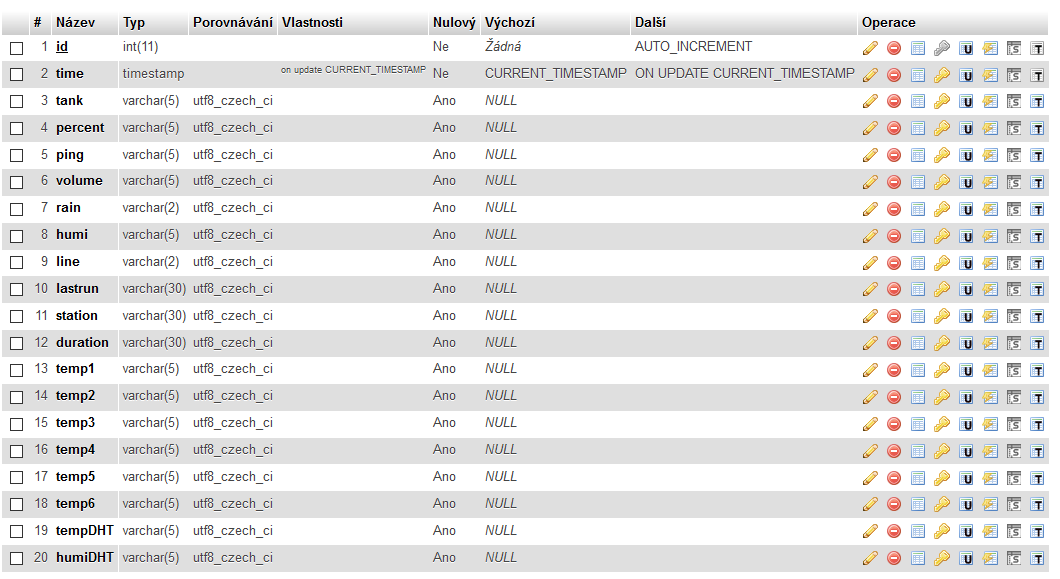 # Název Typ Porovnávání Vlastnosti Nulový Výchozí Další Operace
1 id int(11) Ne Žádná AUTO_INCREMENT
2 time timestamp on update CURRENT_TIMESTAMP Ne CURRENT_TIMESTAMP ON UPDATE CURRENT_TIMESTAMP
3 tank varchar(5) utf8_czech_ci Ano NULL
4 percent varchar(5) utf8_czech_ci Ano NULL
5 ping varchar(5) utf8_czech_ci Ano NULL
6 volume varchar(5) utf8_czech_ci Ano NULL
7 rain varchar(2) utf8_czech_ci Ano NULL
8 humi varchar(5) utf8_czech_ci Ano NULL
9 line varchar(2) utf8_czech_ci Ano NULL
10 lastrun varchar(30) utf8_czech_ci Ano NULL
11 station varchar(30) utf8_czech_ci Ano NULL
12 duration varchar(30) utf8_czech_ci Ano NULL
13 temp1 varchar(5) utf8_czech_ci Ano NULL
14 temp2 varchar(5) utf8_czech_ci Ano NULL
15 temp3 varchar(5) utf8_czech_ci Ano NULL
16 temp4 varchar(5) utf8_czech_ci Ano NULL
17 temp5 varchar(5) utf8_czech_ci Ano NULL
18 temp6 varchar(5) utf8_czech_ci Ano NULL
19 tempDHT varchar(5) utf8_czech_ci Ano NULL
20 humiDHT varchar(5) utf8_czech_ci Ano NULL